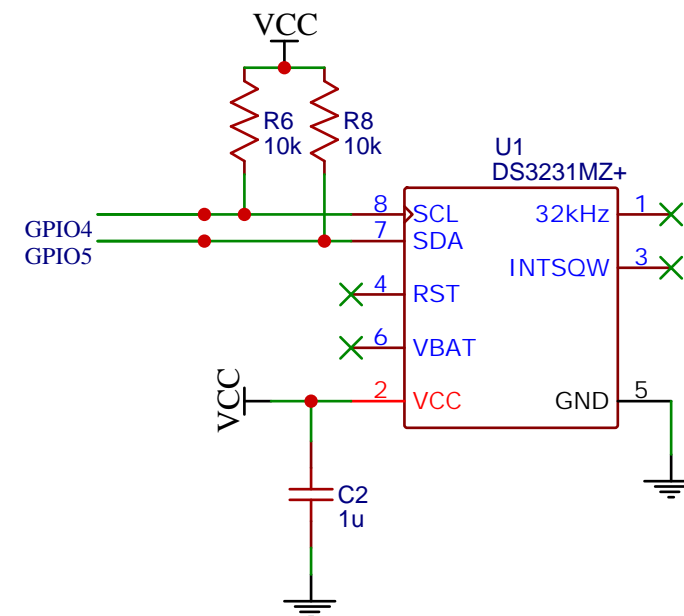 VCC
R6
10k
R8
10k
U1
DS3231MZ+
GPIO4
GPIO5
8
SCL
7
SDA
4
RST
6
VBAT
2
VCC
32kHz
1
INTSQW
3
GND
5
VCC
C2
1u